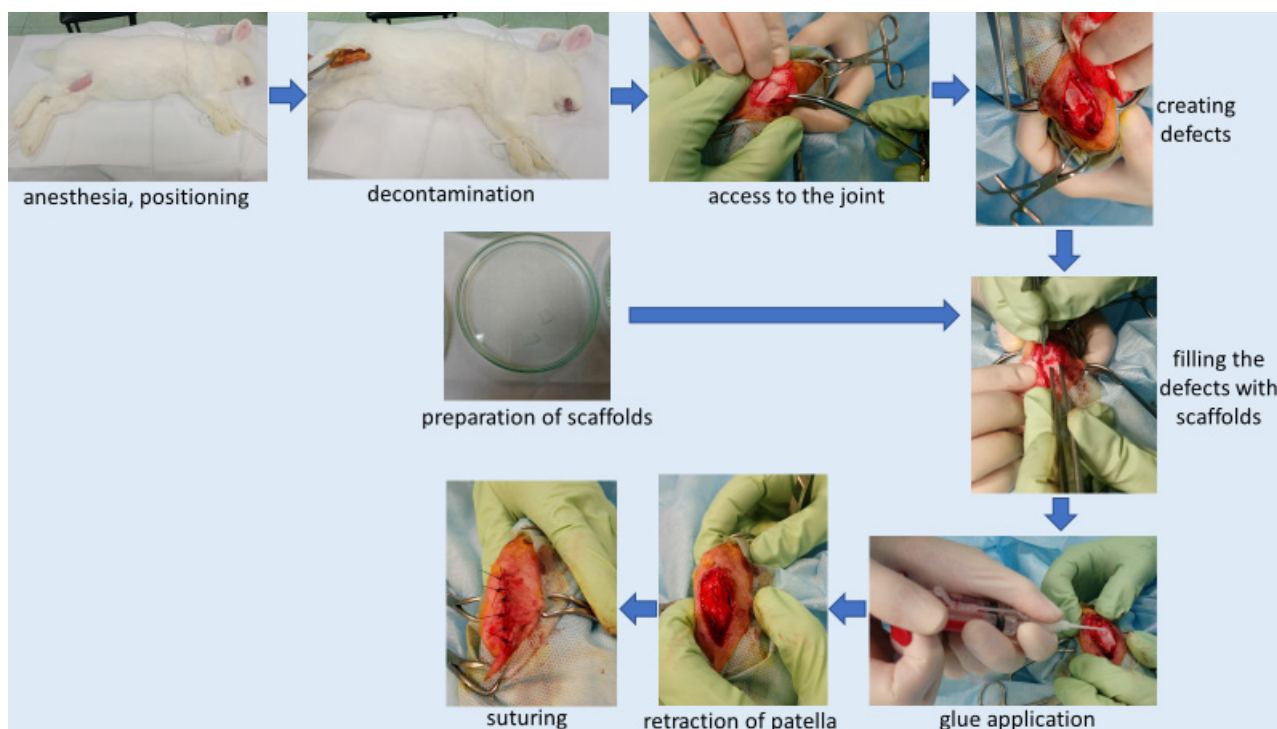 anesthesia, positioning
decontamination
access to the joint
creating
defects
preparation of scaffolds
filling the
defects with
scaffolds
suturing
retraction of patella
glue application